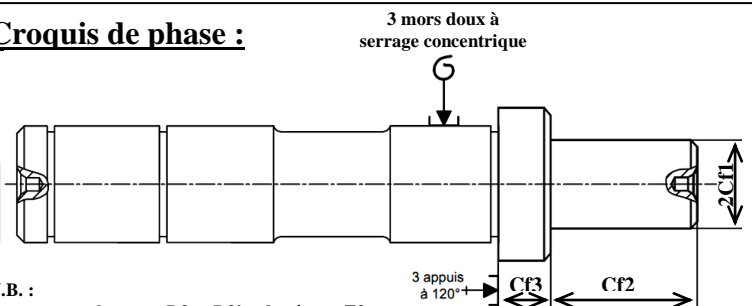 Croquis de phase :
3 mors doux à
serrage concentrique
2Cf1
3 appuis
à 120°
Cf3
Cf2
N.B. :